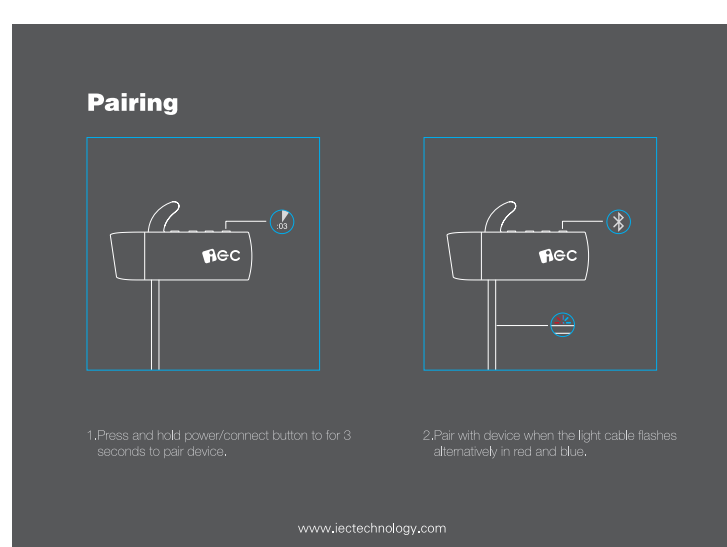 Pairing
:03
iec
iec
1.Press and hold power/connect button to for 3
seconds to pair device.
2.Pair with device when the light cable flashes
alternatively in red and blue.
www.iectechnology.com